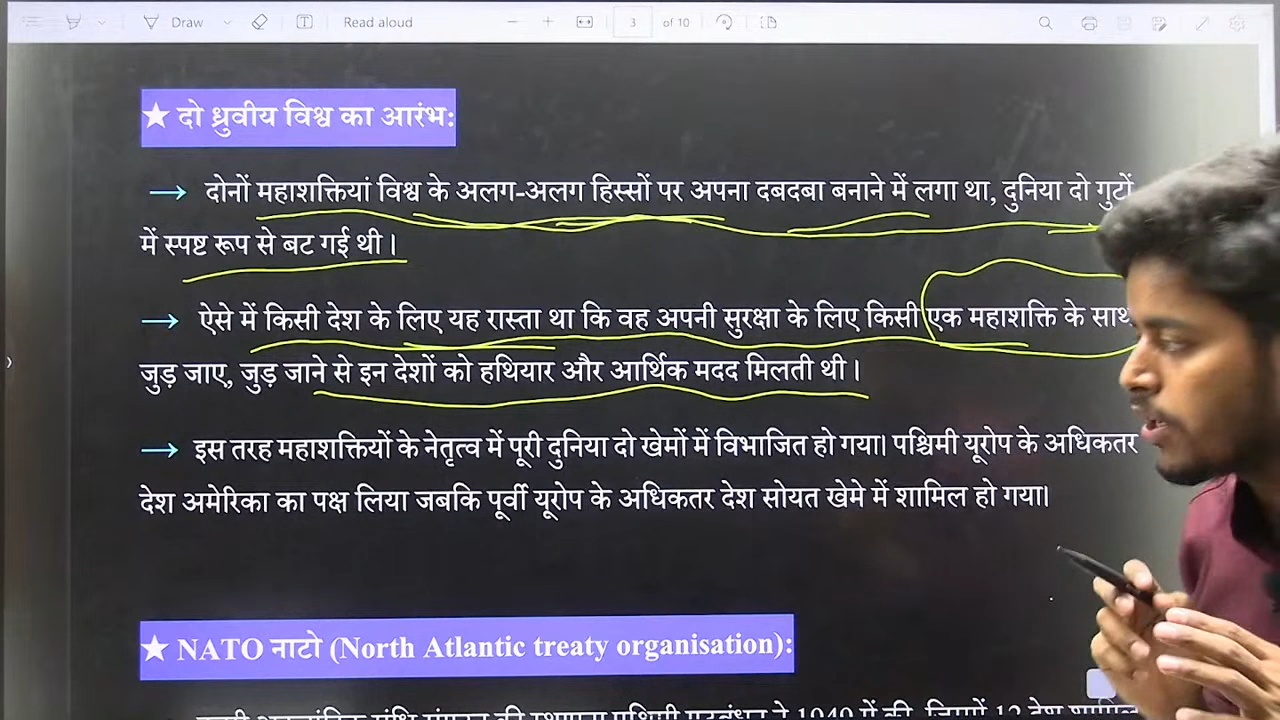 Draw
Read aloud
3 of 10
★ दो ध्रुवीय विश्व का आरंभ:
→ दोनों महाशक्तियां विश्व के अलग-अलग हिस्सों पर अपना दबदबा बनाने में लगा था, दुनिया दो गुटों
में स्पष्ट रूप से बट गई थी।
→ ऐसे में किसी देश के लिए यह रास्ता था कि वह अपनी सुरक्षा के लिए किसी एक महाशक्ति के साथ
जुड़ जाए, जुड़ जाने से इन देशों को हथियार और आर्थिक मदद मिलती थी।
→ इस तरह महाशक्तियों के नेतृत्व में पूरी दुनिया दो खेमों में विभाजित हो गया। पश्चिमी यूरोप के अधिकतर
देश अमेरिका का पक्ष लिया जबकि पूर्वी यूरोप के अधिकतर देश सोयत खेमे में शामिल हो गया।
★ NATO नाटो (North Atlantic treaty organisation):